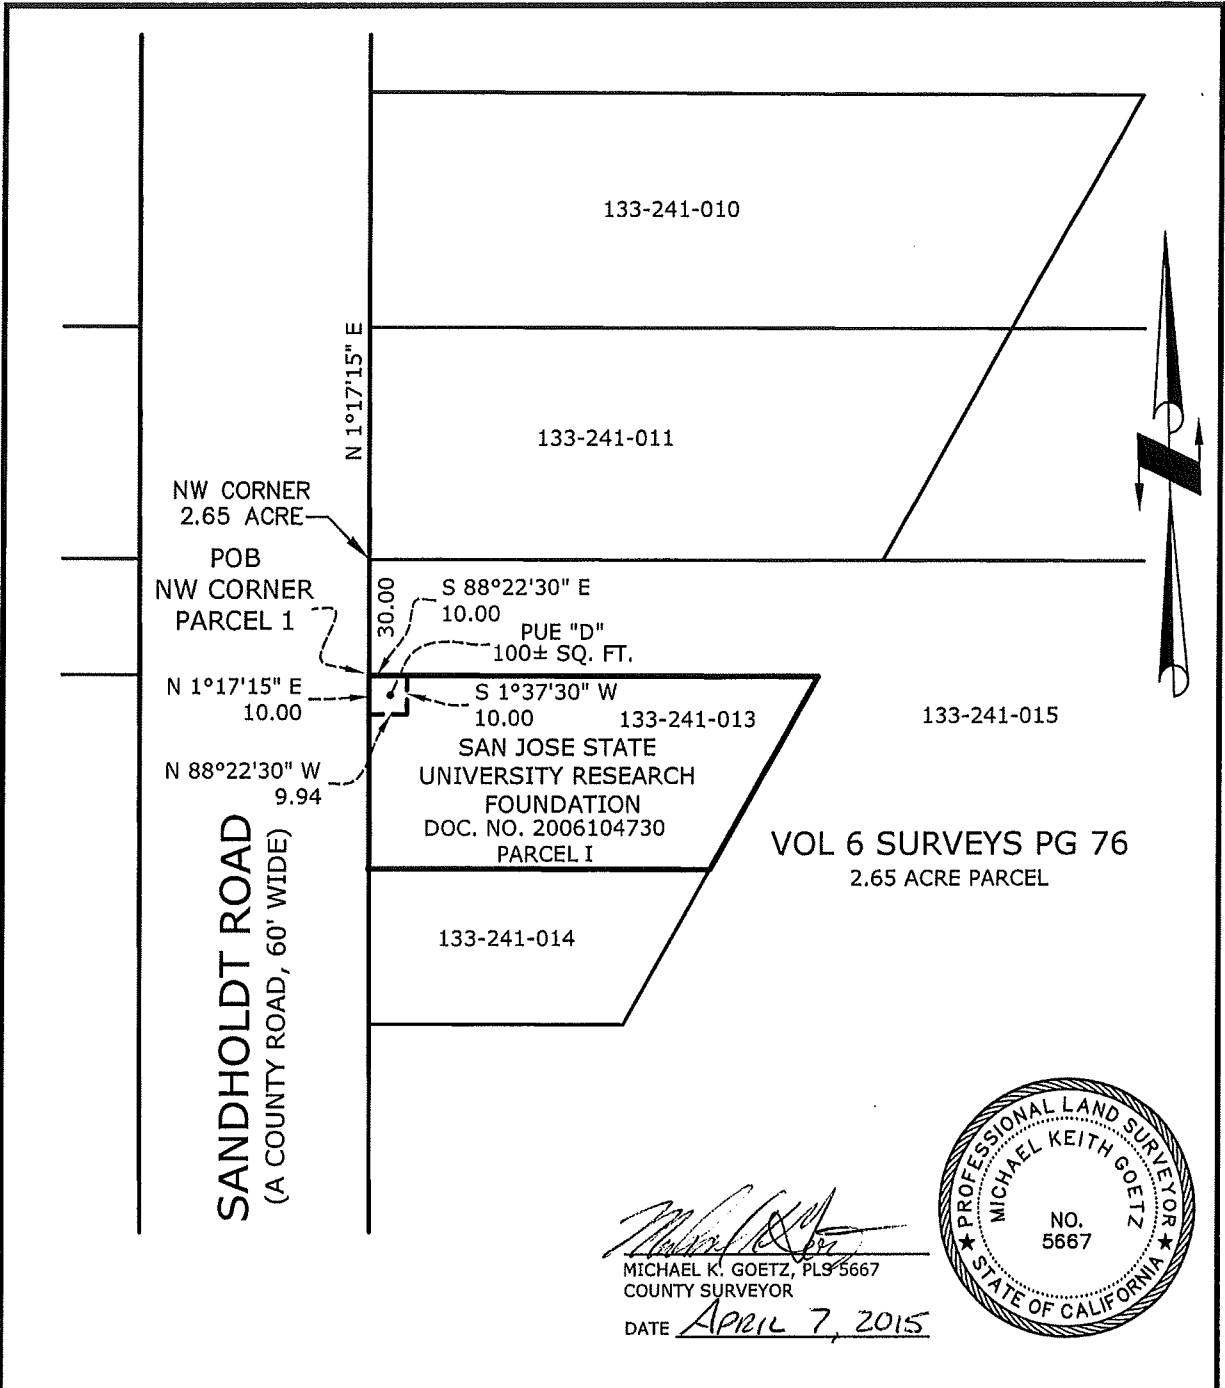 133-241-010
N 1°17'15" E
133-241-011
NW CORNER
2.65 ACRE
POB
NW CORNER
PARCEL 1
30.00
S 88°22'30" E
10.00
PUE "D"
100± SQ. FT.
N 1°17'15" E
10.00
S 1°37'30" W
10.00
133-241-013
133-241-015
N 88°22'30" W
9.94
SAN JOSE STATE
UNIVERSITY RESEARCH
FOUNDATION
DOC. NO. 2006104730
PARCEL I
VOL 6 SURVEYS PG 76
2.65 ACRE PARCEL
SANDHOLDT ROAD
(A COUNTY ROAD, 60' WIDE)
133-241-014
PROFESSIONAL LAND SURVEYOR
MICHAEL KEITH GOETZ
NO.
5667
STATE OF CALIFORNIA
MICHAEL K. GOETZ, PLS 5667
COUNTY SURVEYOR
DATE APRIL 7, 2015